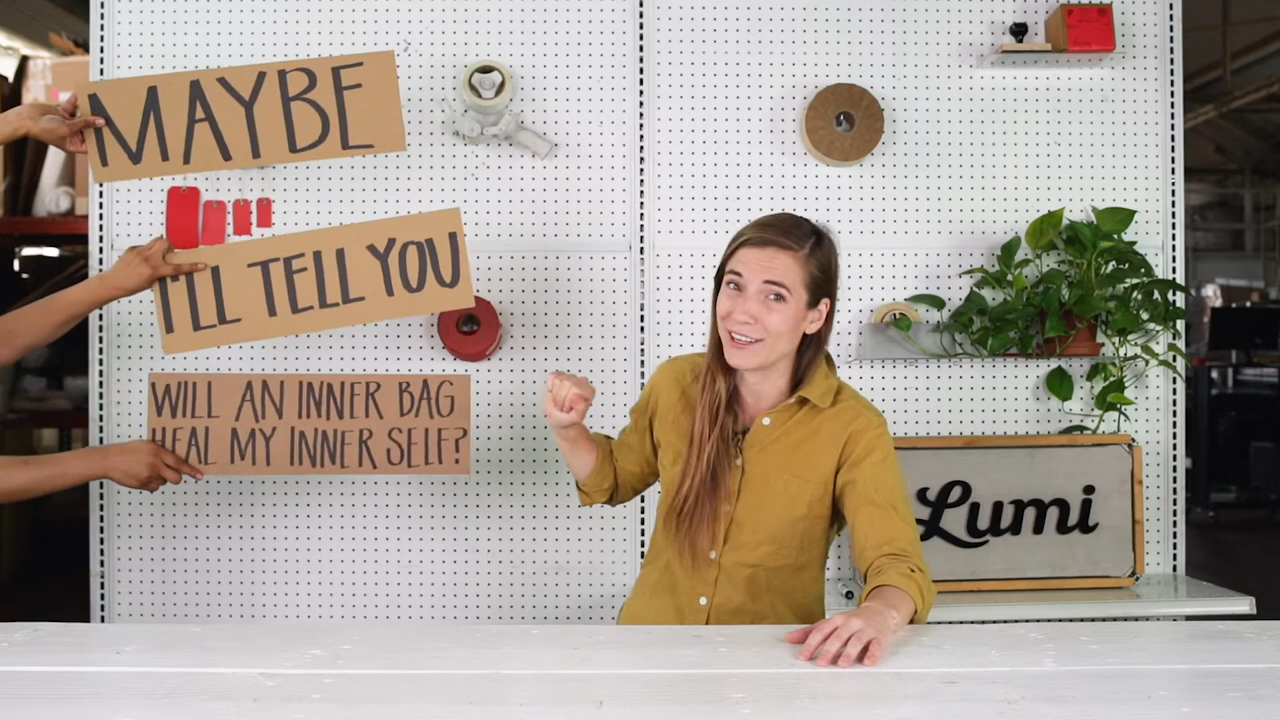 MAYBE
I'LL TELL YOU
WILL AN INNER BAG
HEAL MY INNER SELF?
Lumi